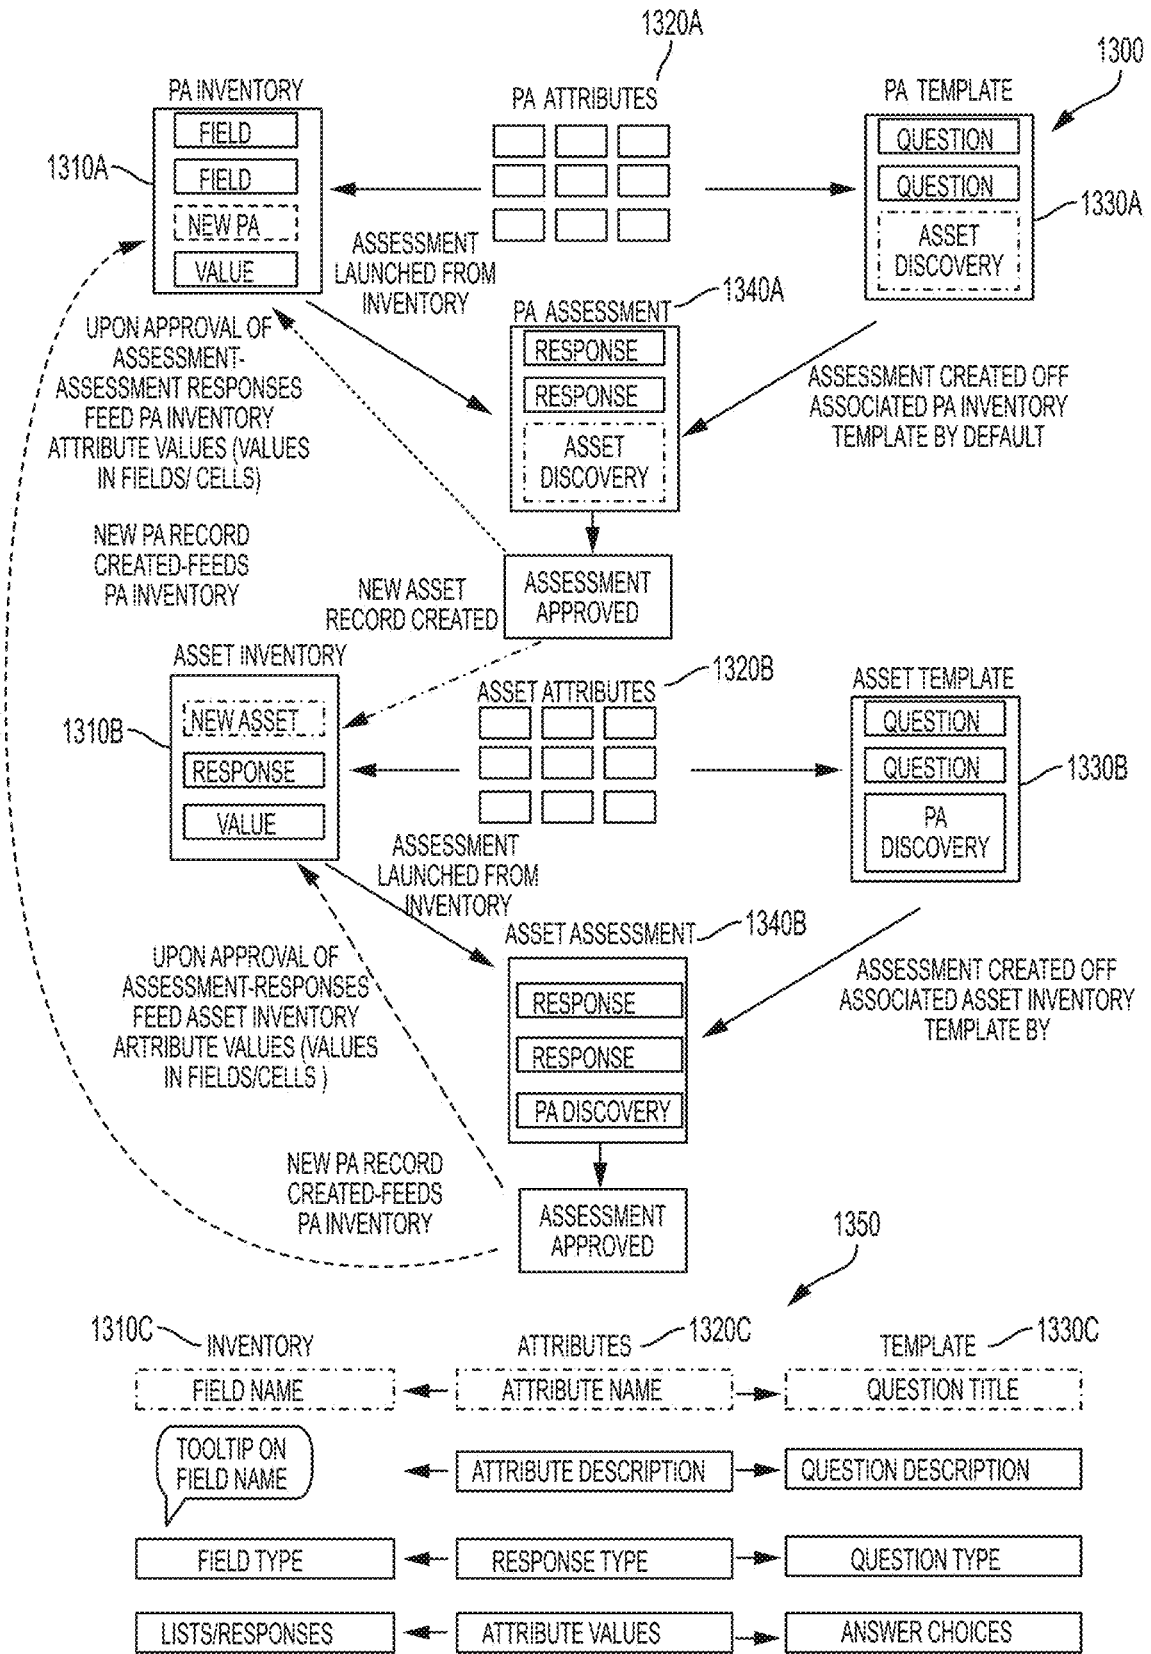 1320A
1300
PA INVENTORY
PA ATTRIBUTES
PA TEMPLATE
FIELD
FIELD
NEW PA
VALUE
1310A
QUESTION
QUESTION
ASSET
DISCOVERY
1330A
ASSESSMENT
LAUNCHED FROM
INVENTORY
1340A
PA ASSESSMENT
RESPONSE
RESPONSE
ASSET
DISCOVERY
UPON APPROVAL OF
ASSESSMENT-
ASSESSMENT RESPONSES
FEED PA INVENTORY
ATTRIBUTE VALUES (VALUES
IN FIELDS/ CELLS)
ASSESSMENT CREATED OFF
ASSOCIATED PA INVENTORY
TEMPLATE BY DEFAULT
NEW PA RECORD
CREATED-FEEDS
PA INVENTORY
NEW ASSET
RECORD CREATED
ASSESSMENT
APPROVED
ASSET INVENTORY
1310B
NEW ASSET
RESPONSE
VALUE
ASSET ATTRIBUTES
1320B
ASSET TEMPLATE
QUESTION
QUESTION
PA
DISCOVERY
1330B
ASSESSMENT
LAUNCHED FROM
INVENTORY
ASSET ASSESSMENT
1340B
RESPONSE
RESPONSE
PA DISCOVERY
UPON APPROVAL OF
ASSESSMENT-RESPONSES
FEED ASSET INVENTORY
ARTRIBUTE VALUES (VALUES
IN FIELDS/CELLS )
ASSESSMENT CREATED OFF
ASSOCIATED ASSET INVENTORY
TEMPLATE BY
NEW PA RECORD
CREATED-FEEDS
PA INVENTORY
ASSESSMENT
APPROVED
1350
1310C
INVENTORY
ATTRIBUTES
1320C
TEMPLATE
1330C
FIELD NAME
ATTRIBUTE NAME
QUESTION TITLE
TOOLTIP ON
FIELD NAME
ATTRIBUTE DESCRIPTION
QUESTION DESCRIPTION
FIELD TYPE
RESPONSE TYPE
QUESTION TYPE
LISTS/RESPONSES
ATTRIBUTE VALUES
ANSWER CHOICES